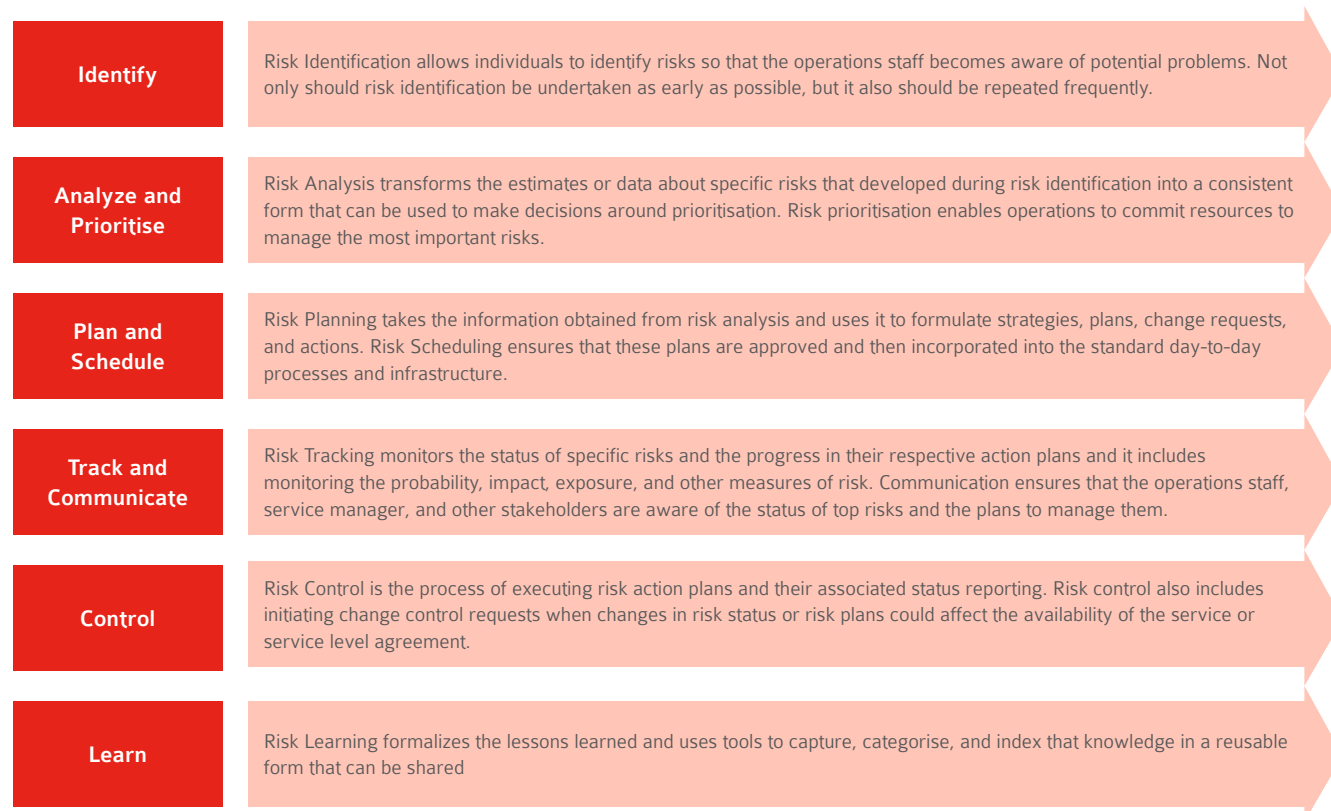 Identify
Risk Identification allows individuals to identify risks so that the operations staff becomes aware of potential problems. Not
only should risk identification be undertaken as early as possible, but it also should be repeated frequently.
Analyze and
Prioritise
Risk Analysis transforms the estimates or data about specific risks that developed during risk identification into a consistent
form that can be used to make decisions around prioritisation. Risk prioritisation enables operations to commit resources to
manage the most important risks.
Plan and
Schedule
Risk Planning takes the information obtained from risk analysis and uses it to formulate strategies, plans, change requests,
and actions. Risk Scheduling ensures that these plans are approved and then incorporated into the standard day-to-day
processes and infrastructure.
Track and
Communicate
Risk Tracking monitors the status of specific risks and the progress in their respective action plans and it includes
monitoring the probability, impact, exposure, and other measures of risk. Communication ensures that the operations staff,
service manager, and other stakeholders are aware of the status of top risks and the plans to manage them.
Control
Risk Control is the process of executing risk action plans and their associated status reporting. Risk control also includes
initiating change control requests when changes in risk status or risk plans could affect the availability of the service or
service level agreement.
Learn
Risk Learning formalizes the lessons learned and uses tools to capture, categorise, and index that knowledge in a reusable
form that can be shared